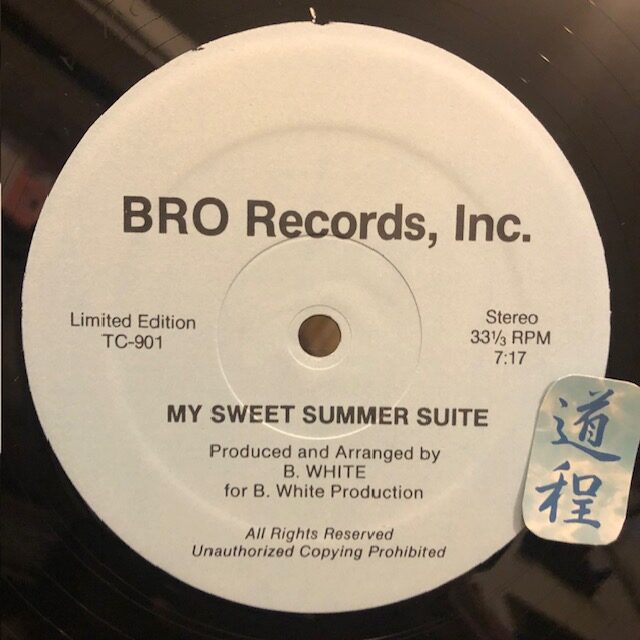 BRO Records, Inc.
Limited Edition
TC-901
Stereo
33⅓ RPM
7:17
MY SWEET SUMMER SUITE
Produced and Arranged by
B. WHITE
for B. White Production
All Rights Reserved
Unauthorized Copying Prohibited
道
程